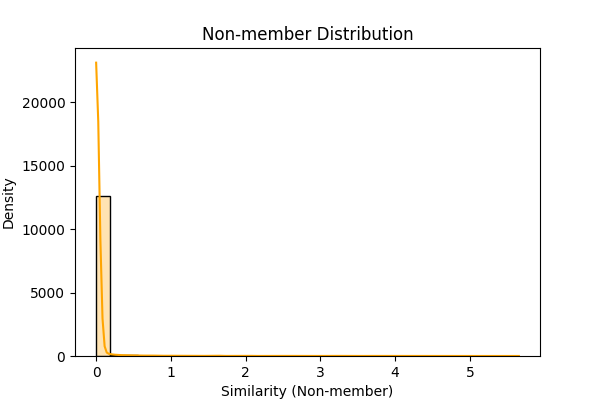 Non-member Distribution
20000
15000
10000
5000
0
Density
0 1 2 3 4 5
Similarity (Non-member)